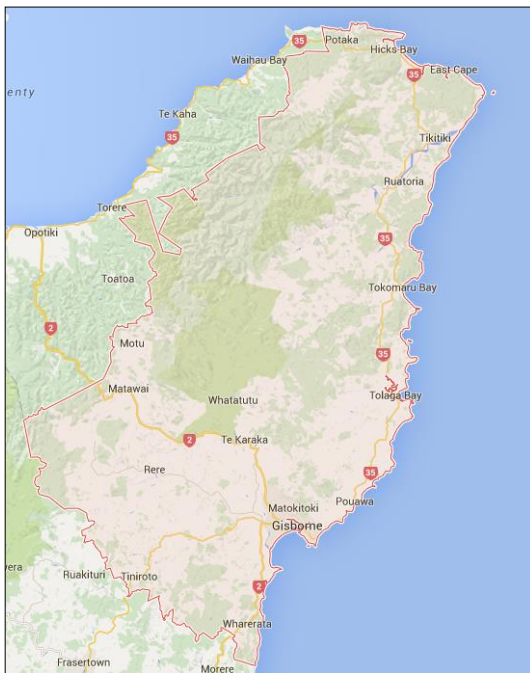 35
Potaka
Hicks Bay
Waihau Bay
35
East Cape
enty
Te Kaha
35
Tikitiki
Ruatoria
Torere
Opotiki
35
Toatoa
Tokomaru Bay
2
Motu
35
Matawai
Whatatutu
Tolaga Bay
2
Te Karaka
Rere
35
Pouawa
Matokitoki
Gisborne
wera
Ruakituri
Tiniroto
2
Wharerata
Frasertown
Morere